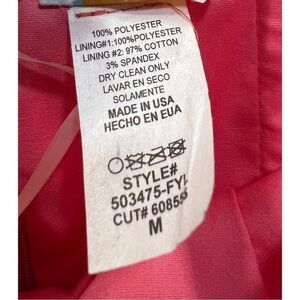 100% POLYESTER
LINING#1:100%POLYESTER
LINING #2: 97% COTTON
3% SPANDEX
DRY CLEAN ONLY
LAVAR EN SECO
SOLAMENTE
MADE IN USA
HECHO EN EUA
STYLE#
503475-FYL
CUT#
M